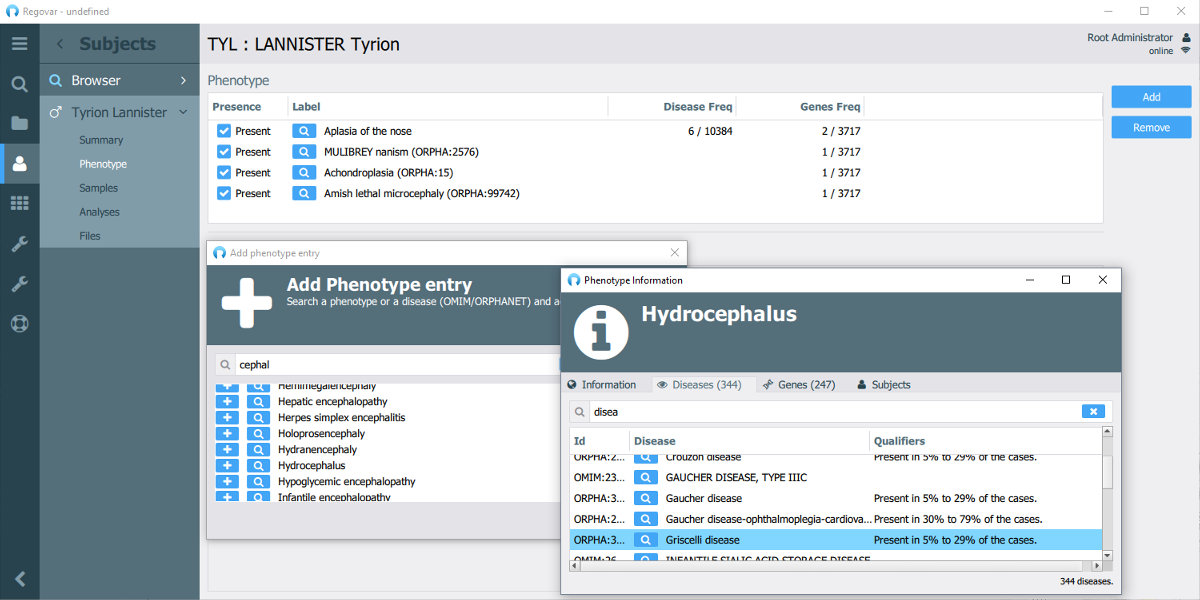 Regovar - undefined
Subjects
Browser
Tyrion Lannister
Summary
Phenotype
Samples
Analyses
Files
TYL : LANNISTER Tyrion
Root Administrator
online
Phenotype
Presence Label Disease Freq Genes Freq
Present Aplasia of the nose 6 / 10384 2 / 3717
Present MULIBREY nanism (ORPHA:2576) 1 / 3717
Present Achondroplasia (ORPHA:15) 1 / 3717
Present Amish lethal microcephaly (ORPHA:99742) 1 / 3717
Add
Remove
Add phenotype entry
Add Phenotype entry
Search a phenotype or a disease (OMIM/ORPHANET) and a
cephal
Hemimegalencephaly
Hepatic encephalopathy
Herpes simplex encephalitis
Holoprosencephaly
Hydranencephaly
Hydrocephalus
Hypoglycemic encephalopathy
Infantile encephalopathy
Phenotype Information
Hydrocephalus
Information Diseases (344) Genes (247) Subjects
disea
Id Disease Qualifiers
ORPHA:2... Crouzon disease Present in 5% to 29% of the cases.
OMIM:23... GAUCHER DISEASE, TYPE IIIC
ORPHA:3... Gaucher disease Present in 5% to 29% of the cases.
ORPHA:2... Gaucher disease-ophthalmoplegia-cardiova... Present in 30% to 79% of the cases.
ORPHA:3... Griscelli disease Present in 5% to 29% of the cases.
OMIM:26... INFANTILE SIALIC ACID STORAGE DISEASE
344 diseases.